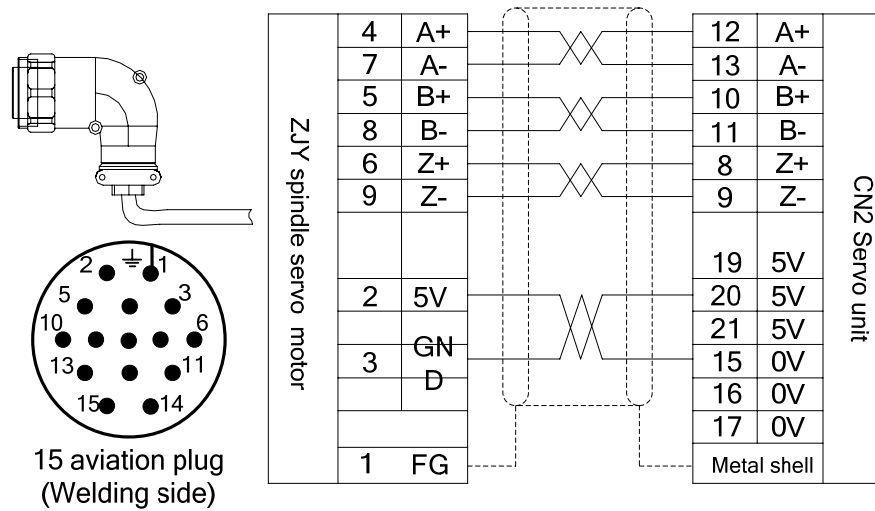 2
1
5
3
10
6
13
11
15
14
15 aviation plug
(Welding side)
ZJY spindle servo motor
4 A+
7 A-
5 B+
8 B-
6 Z+
9 Z-
2 5V
3 GN
D
1 FG
12 A+
13 A-
10 B+
11 B-
8 Z+
9 Z-
19 5V
20 5V
21 5V
15 0V
16 0V
17 0V
Metal shell
CN2 Servo unit